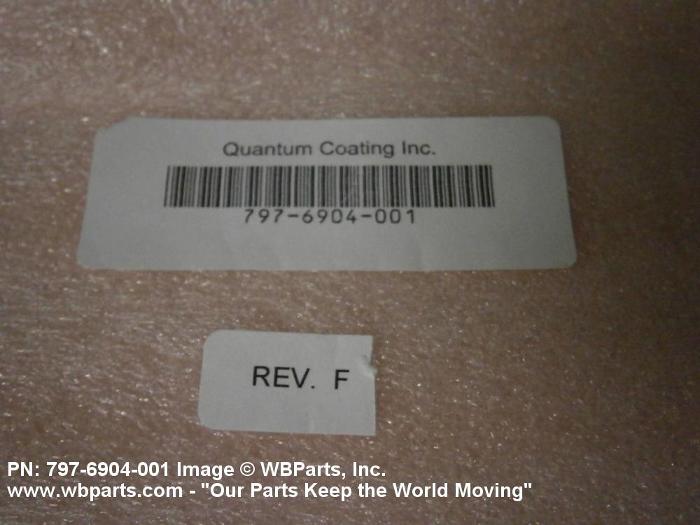 Quantum Coating Inc.
797-6904-001
REV. F
PN: 797-6904-001 Image © WBParts, Inc.
www.wbparts.com - "Our Parts Keep the World Moving"